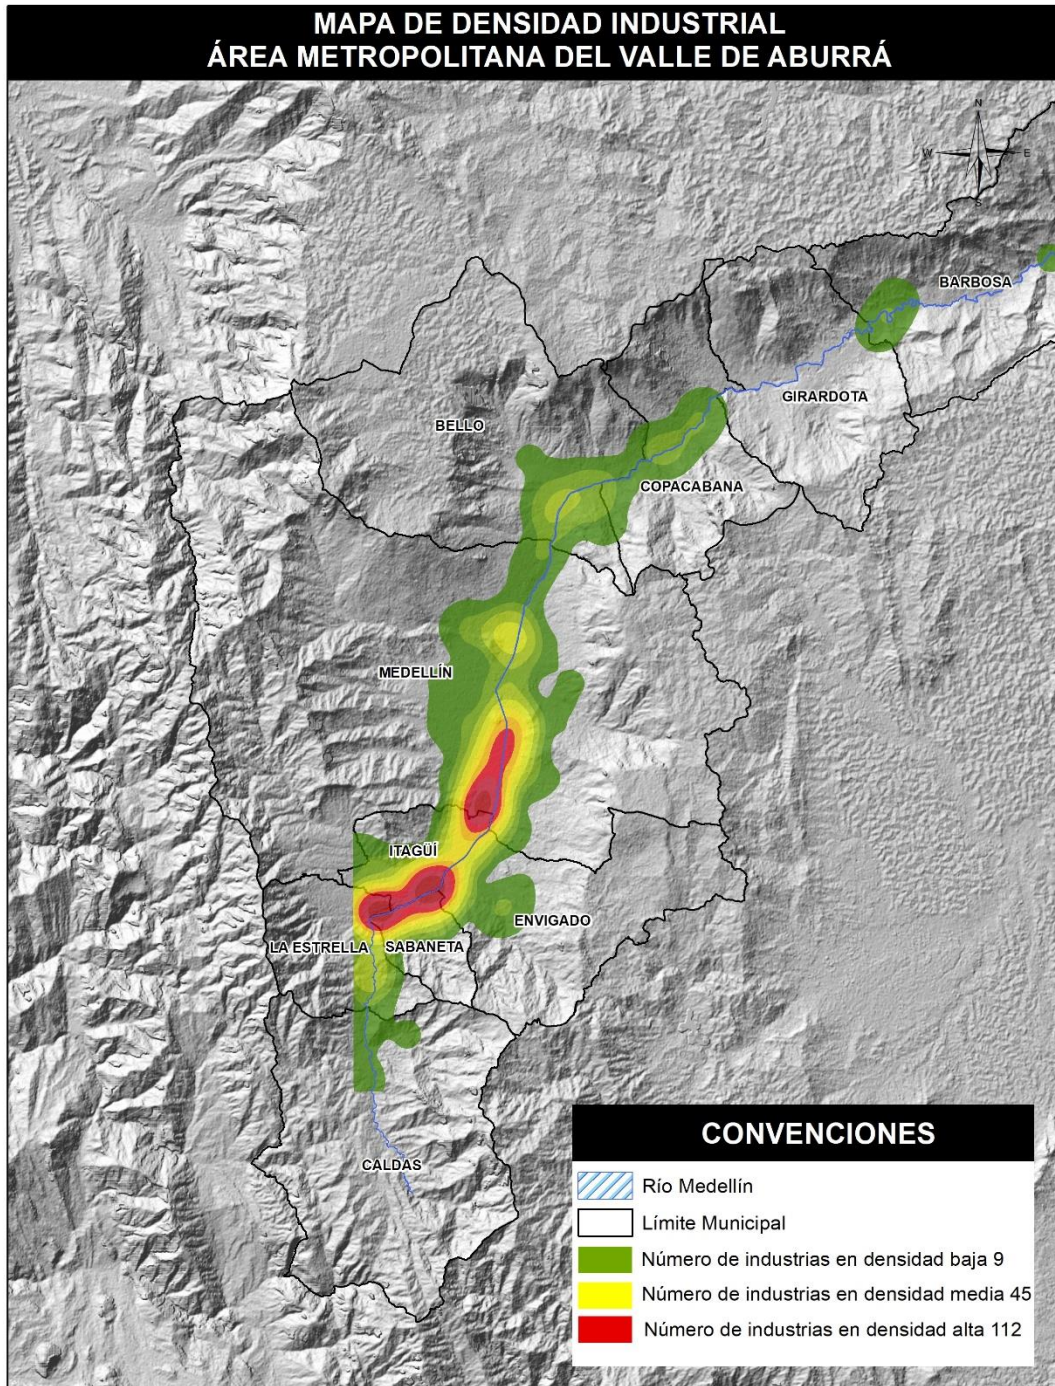 MAPA DE DENSIDAD INDUSTRIAL
ÁREA METROPOLITANA DEL VALLE DE ABURRÁ
N
W
E
S
BARBOSA
GIRARDOTA
BELLO
COPACABANA
MEDELLÍN
ITAGÜÍ
ENVIGADO
LA ESTRELLA
SABANETA
CALDAS
CONVENCIONES
Río Medellín
Límite Municipal
Número de industrias en densidad baja 9
Número de industrias en densidad media 45
Número de industrias en densidad alta 112